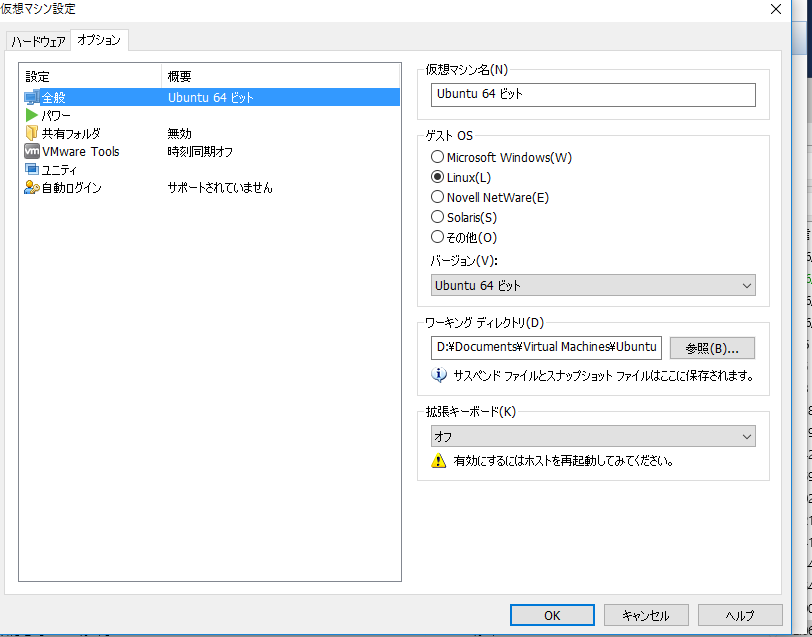 仮想マシン設定
ハードウェア オプション
設定 概要
全般 Ubuntu 64 ビット
パワー
共有フォルダ 無効
VMware Tools 時刻同期オフ
ユニティ
自動ログイン サポートされていません
仮想マシン名(N)
Ubuntu 64 ビット
ゲスト OS
Microsoft Windows(W)
Linux(L)
Novell NetWare(E)
Solaris(S)
その他(O)
バージョン(V):
Ubuntu 64 ビット
ワーキング ディレクトリ(D)
D:¥Documents¥Virtual Machines¥Ubuntu 参照(B)...
サスペンド ファイルとスナップショット ファイルはここに保存されます。
拡張キーボード(K)
オフ
有効にするにはホストを再起動してみてください。
OK キャンセル ヘルプ